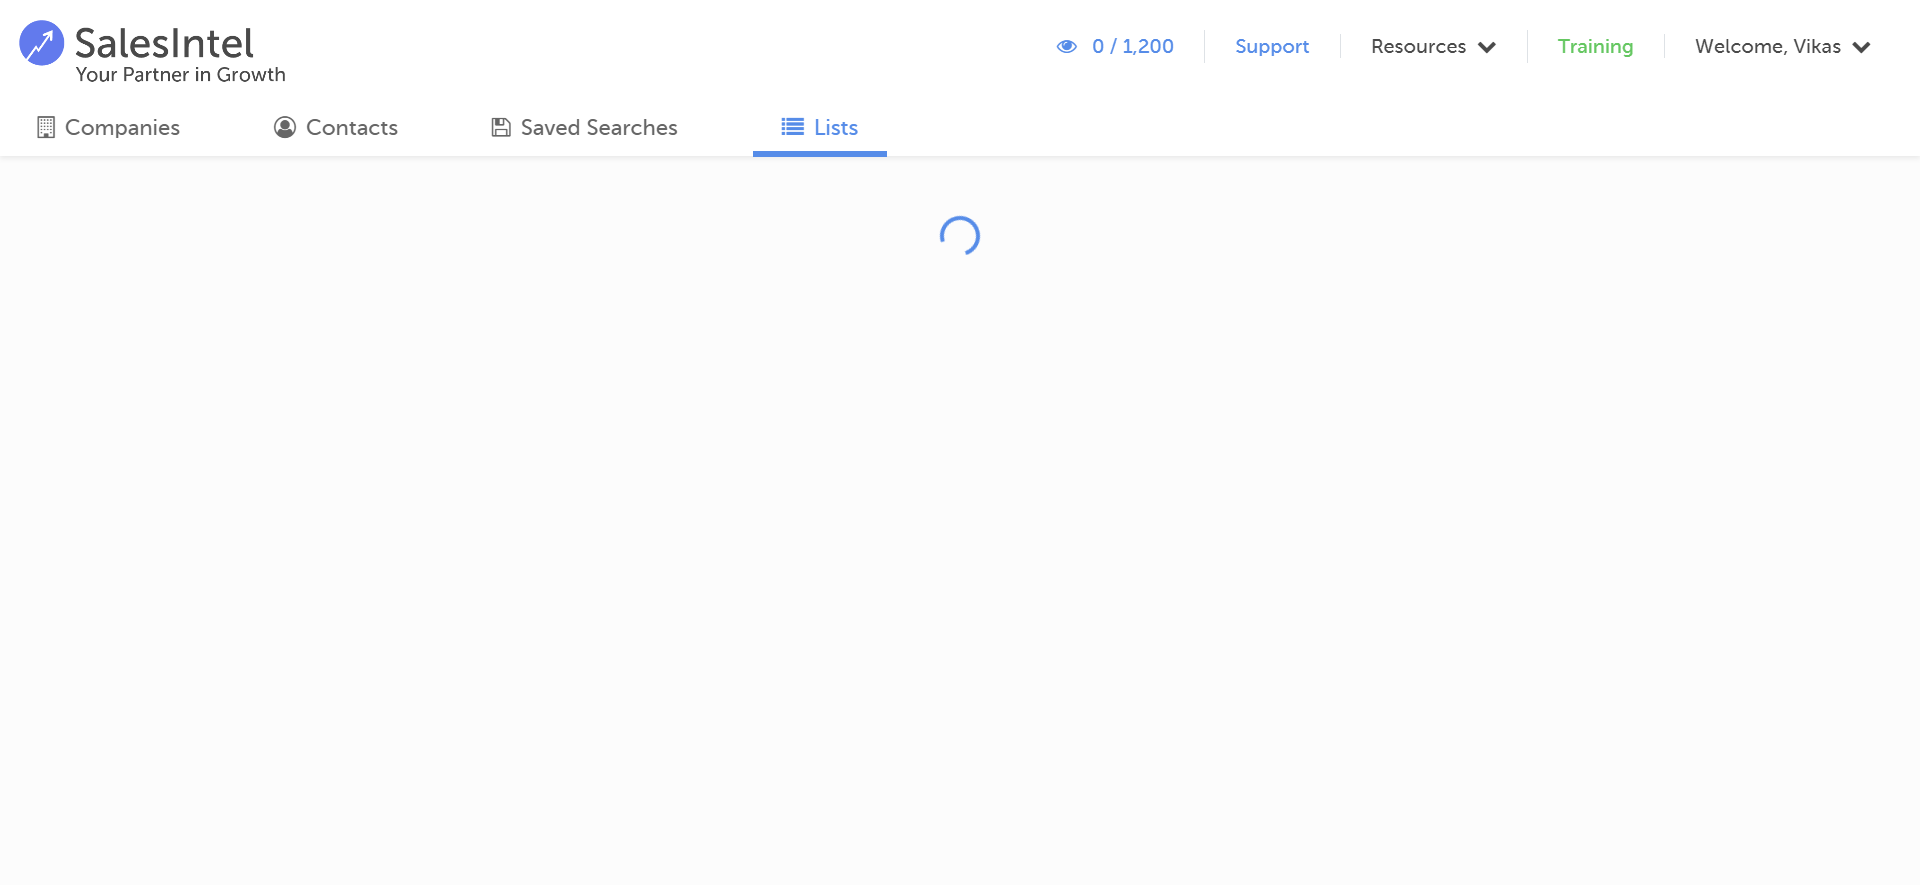 SalesIntel
Your Partner in Growth
0 / 1,200
Support
Resources
Training
Welcome, Vikas
Companies
Contacts
Saved Searches
Lists